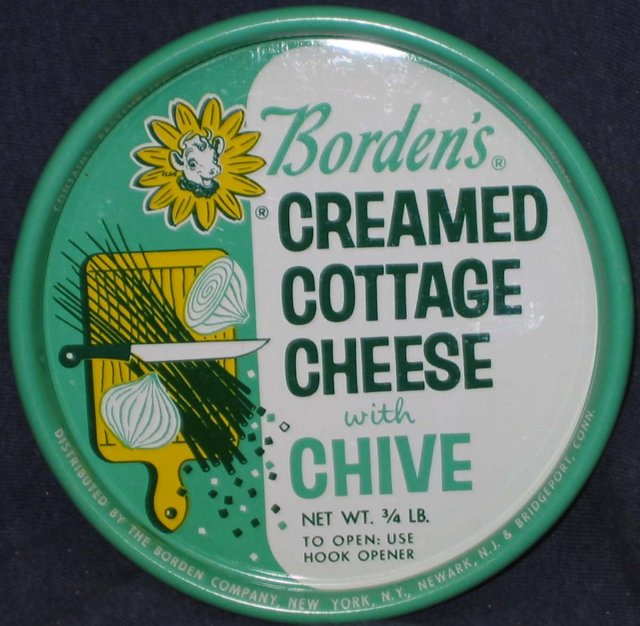 Borden's®
®
CREAMED
COTTAGE
CHEESE
with
CHIVE
NET WT. ¾ LB.
TO OPEN: USE
HOOK OPENER
DISTRIBUTED BY THE BORDEN COMPANY, NEW YORK, N.Y., NEWARK, N.J. & BRIDGEPORT, CONN.